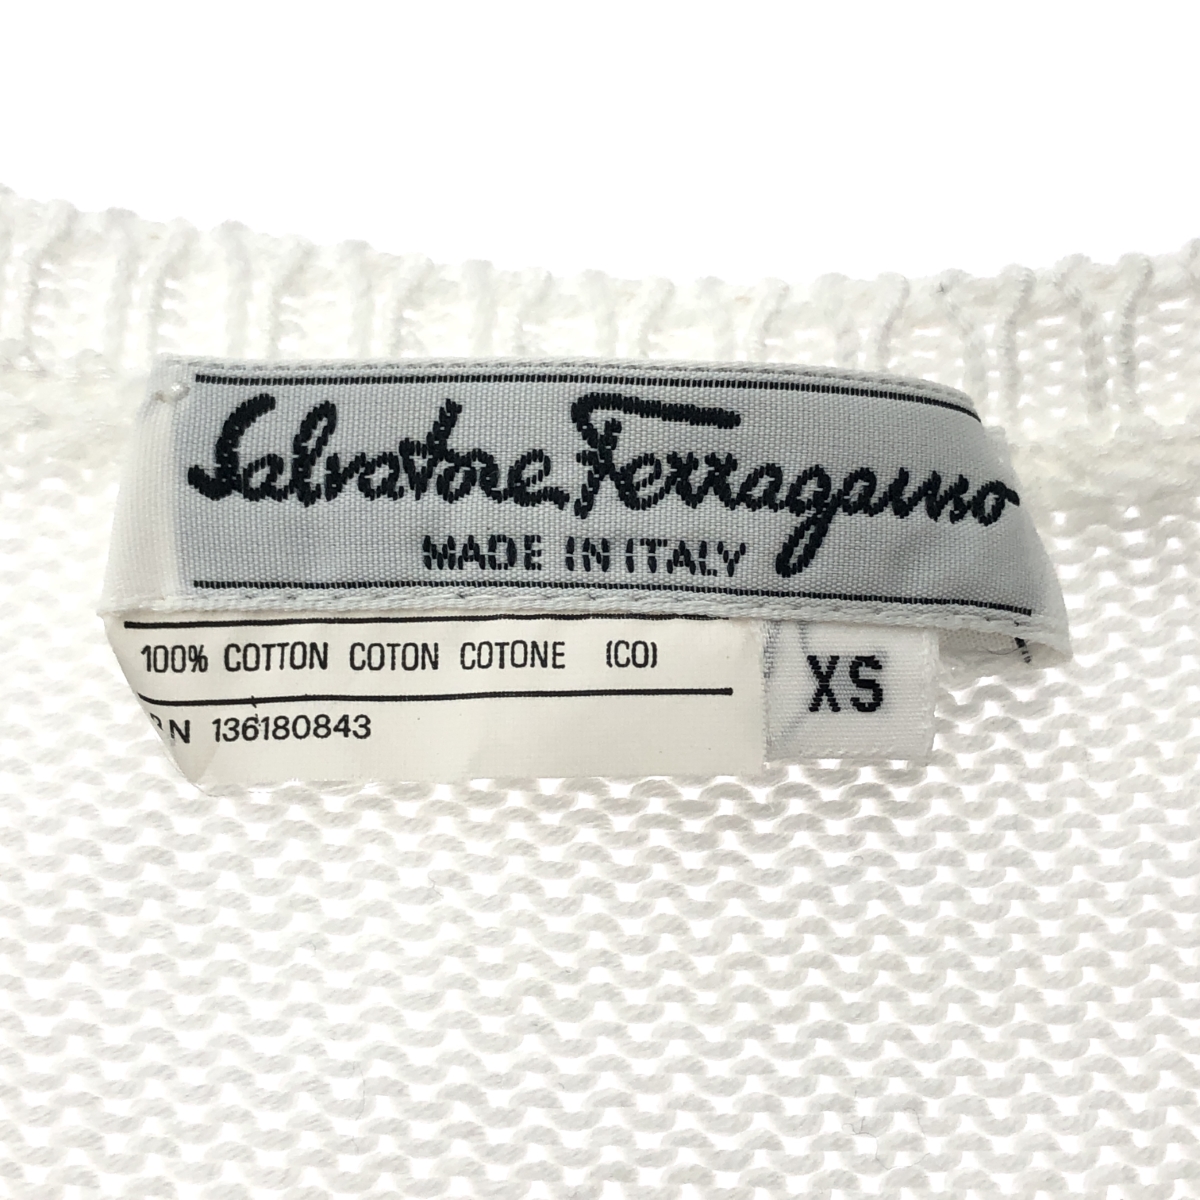 Salvatore Ferragamo
MADE IN ITALY
100% COTTON COTON COTONE (CO)
XS
N 136180843